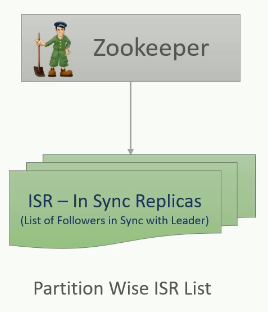 Zookeeper
ISR – In Sync Replicas
(List of Followers in Sync with Leader)
Partition Wise ISR List